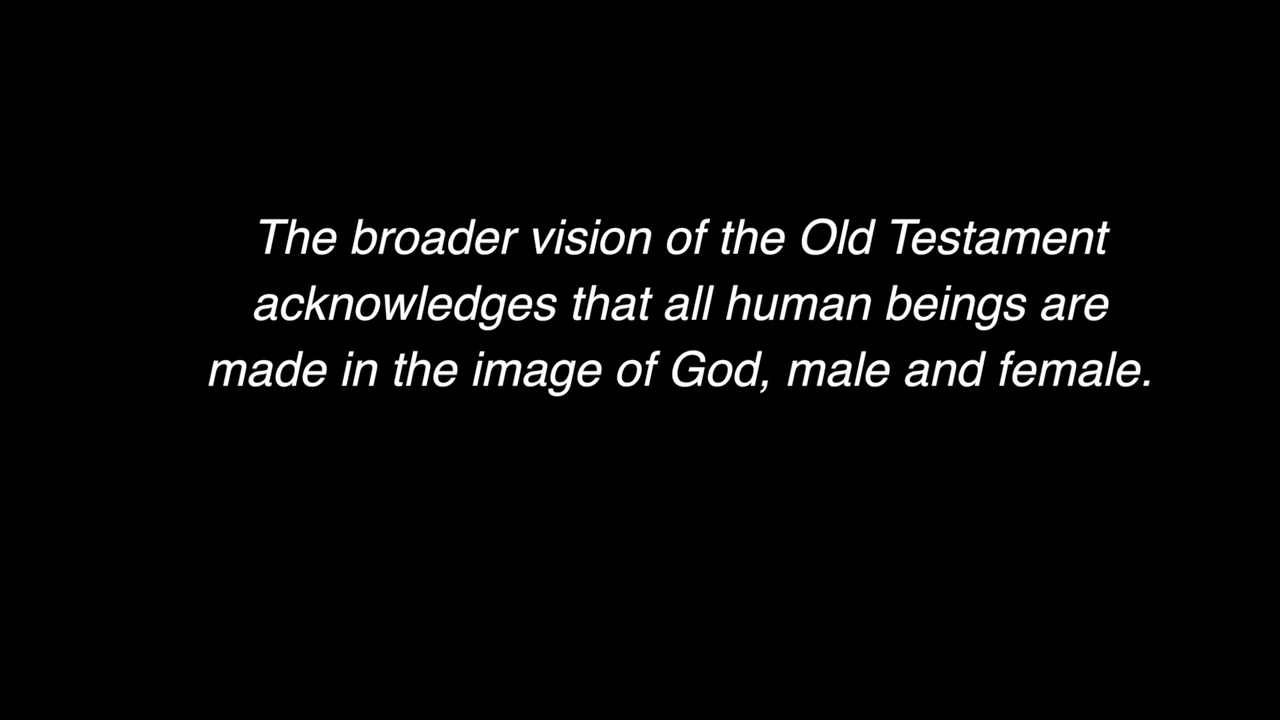 The broader vision of the Old Testament
acknowledges that all human beings are
made in the image of God, male and female.